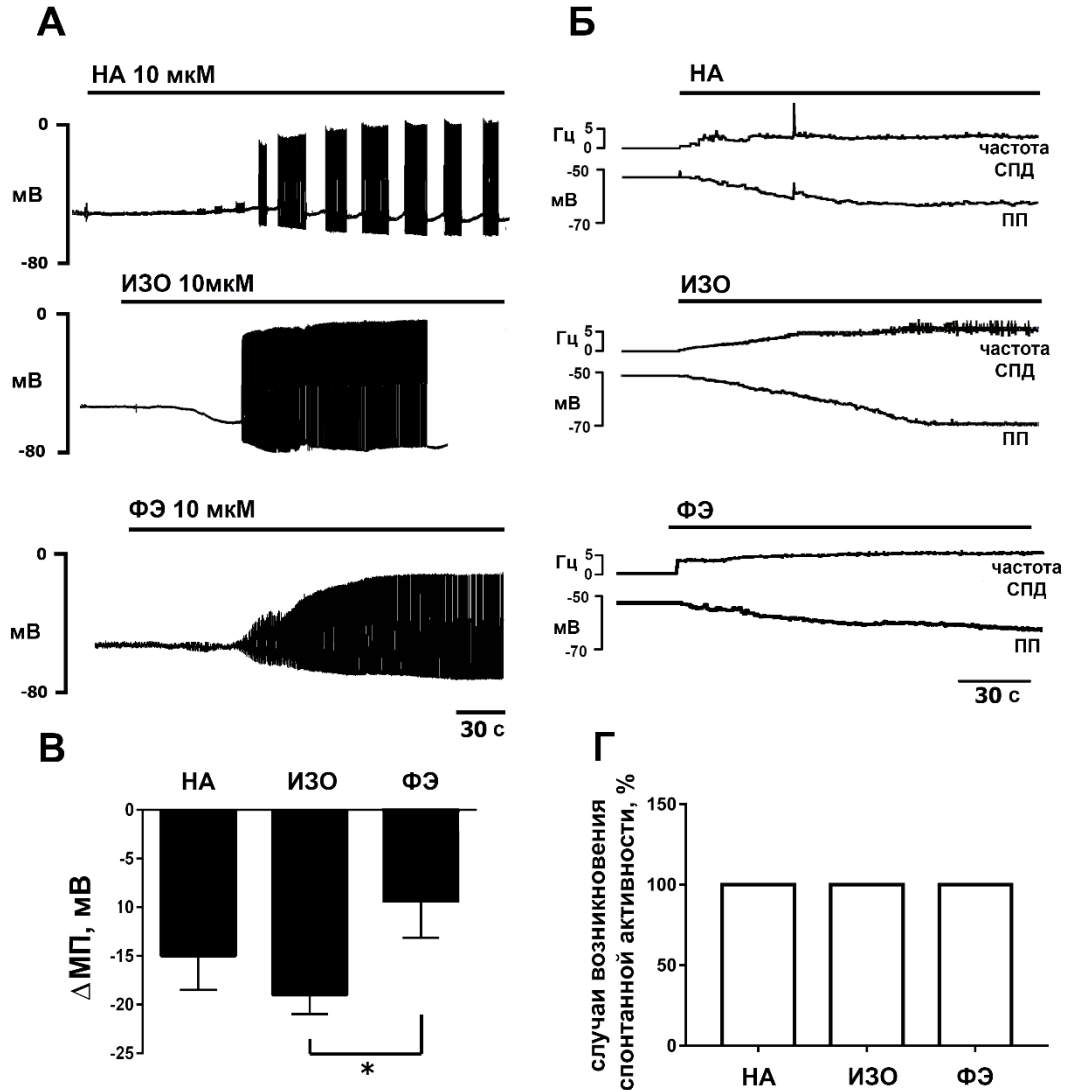 А
Б
НА 10 мкМ
0
мВ
-80
НА
Гц
5
0
частота
СПД
-50
мВ
-70
ПП
ИЗО 10мкМ
0
мВ
-80
ИЗО
Гц
5
0
частота
СПД
-50
мВ
-70
ПП
ФЭ 10 мкМ
0
мВ
-80
30 с
ФЭ
Гц
5
0
частота
СПД
-50
мВ
-70
ПП
30 с
В
НА
ИЗО
ФЭ
0
-5
10
-15
-20
-25
ΔМП, мВ
*
Г
случаи возникновения
спонтанной активности, %
150
100
50
0
НА
ИЗО
ФЭ